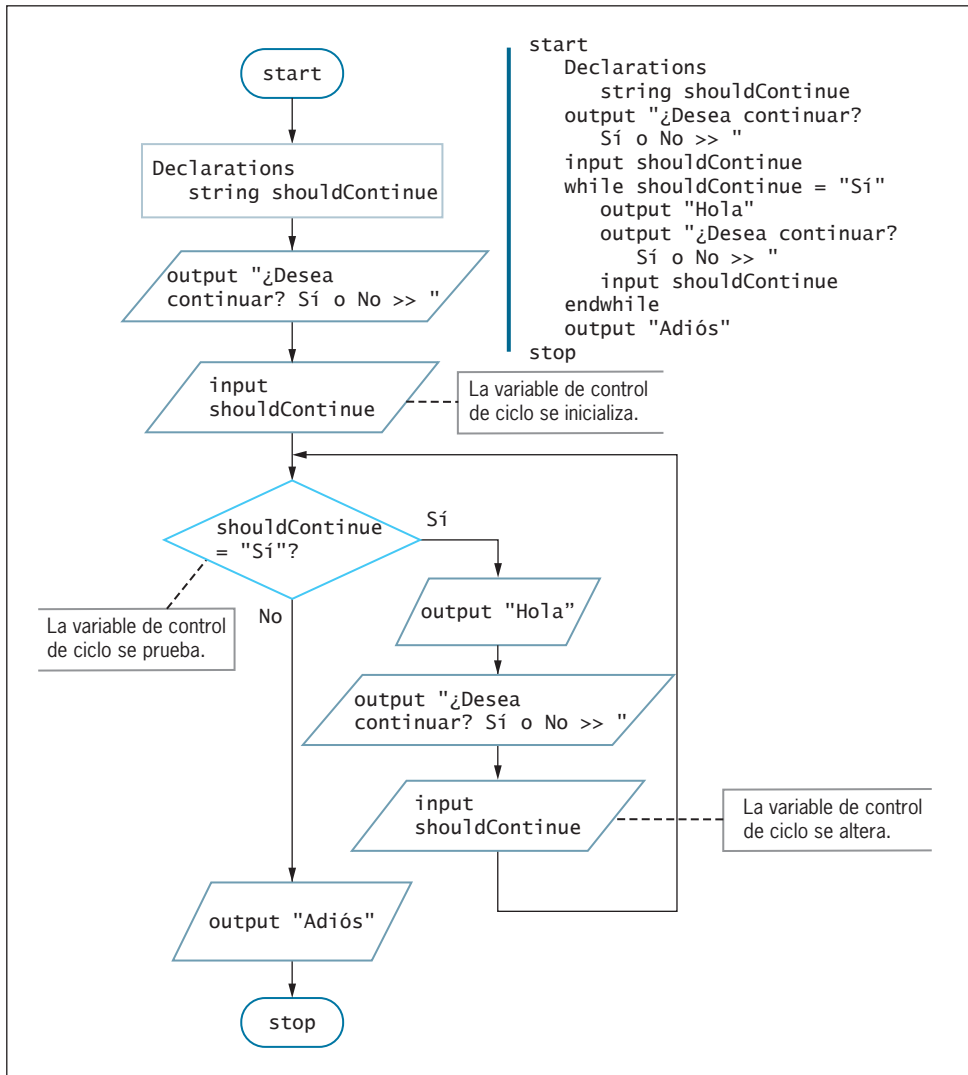 start
Declarations
string shouldContinue
output "¿Desea
continuar? Sí o No >> "
input
shouldContinue
La variable de control
de ciclo se inicializa.
shouldContinue
= "Sí"?
Sí
No
La variable de control
de ciclo se prueba.
output "Hola"
output "¿Desea
continuar? Sí o No >> "
input
shouldContinue
La variable de control
de ciclo se altera.
output "Adiós"
stop
start
Declarations
string shouldContinue
output "¿Desea continuar?
Sí o No >> "
input shouldContinue
while shouldContinue = "Sí"
output "Hola"
output "¿Desea continuar?
Sí o No >> "
input shouldContinue
endwhile
output "Adiós"
stop